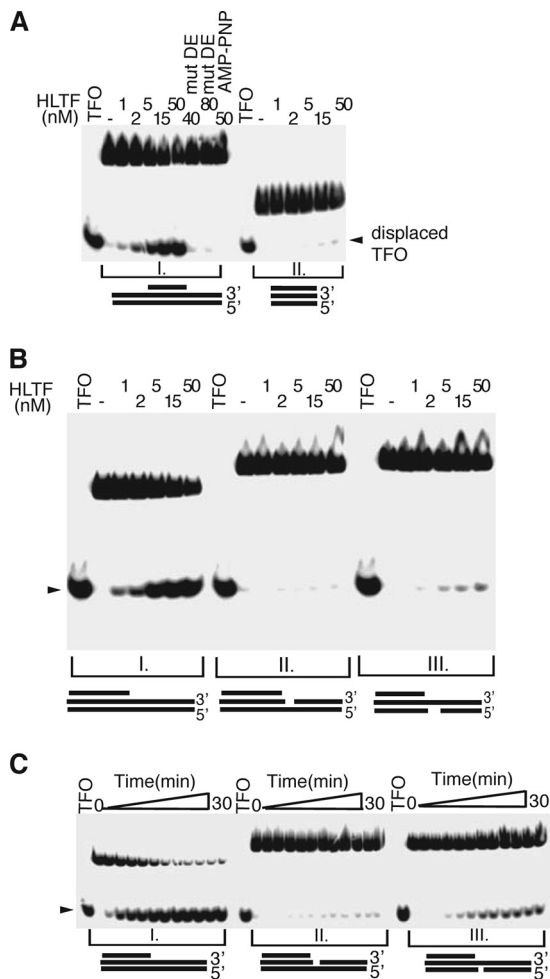 A
mut DE
mut DE
AMP-PNP
HLTF
(nM)
TFO
1 5 50 80
- 2 15 40 50
TFO
1 5 50
- 2 15
displaced
TFO
I.
II.
3’
5’
3’
5’
B
HLTF
(nM)
TFO
1 5 50
- 2 15
TFO
1 5 50
- 2 15
TFO
1 5 50
- 2 15
I.
II.
III.
3’
5’
3’
5’
3’
5’
C
TFO
Time(min)
0 30
TFO
Time(min)
0 30
TFO
Time(min)
0 30
I.
II.
III.
3’
5’
3’
5’
3’
5’